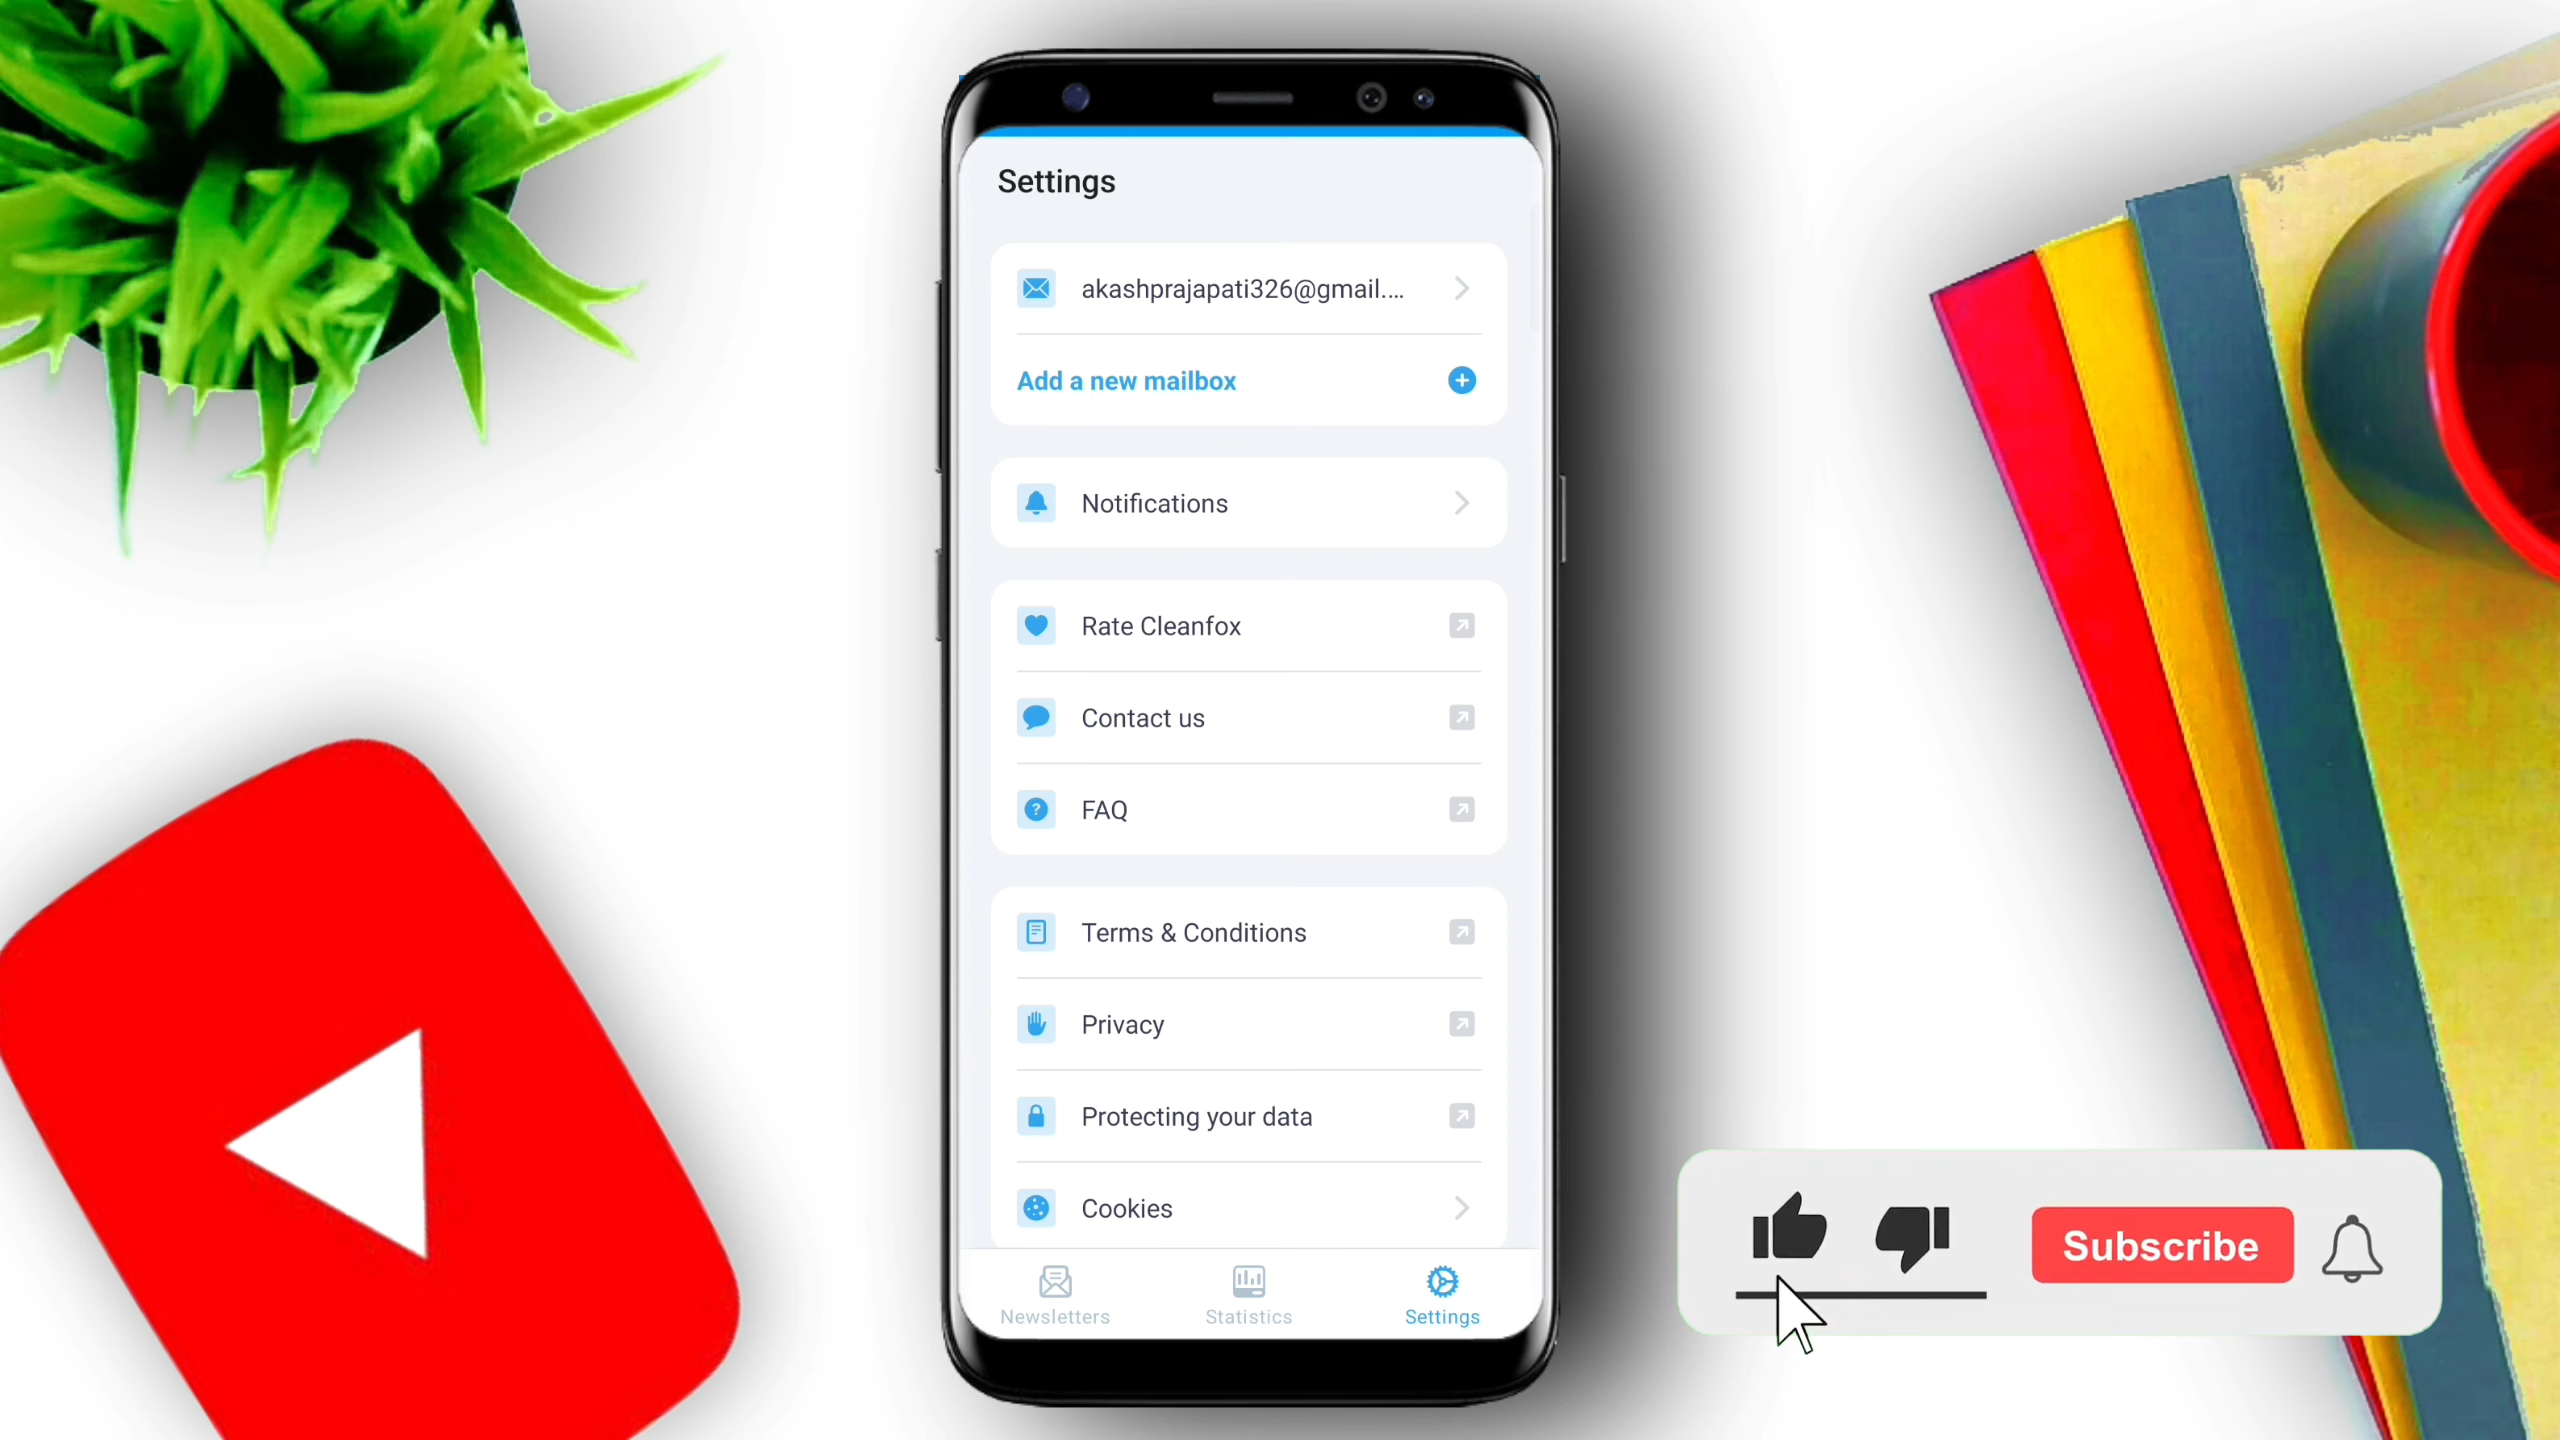 Settings
akashprajapati326@gmail....
Add a new mailbox
Notifications
Rate Cleanfox
Contact us
FAQ
Terms & Conditions
Privacy
Protecting your data
Cookies
Newsletters
Statistics
Settings
Subscribe